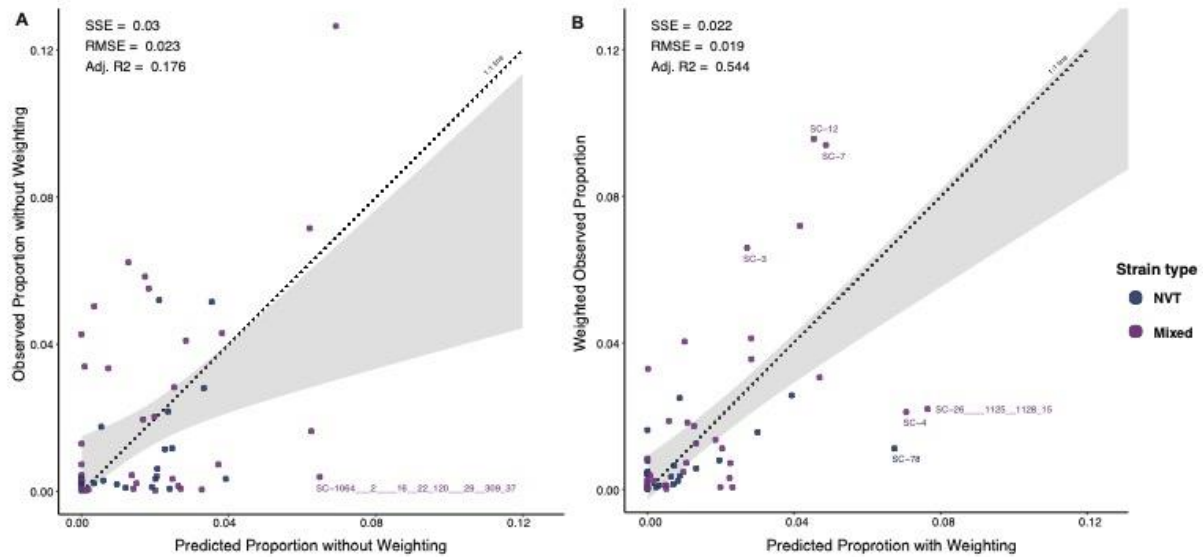 A
SSE = 0.03
RMSE = 0.023
Adj. R2 = 0.176
1:1 line
0.12
0.08
0.04
0.00
Observed Proportion without Weighting
SC-1064___2____16__22_120___29__309_37
0.00 0.04 0.08 0.12
Predicted Proportion without Weighting
B
SSE = 0.022
RMSE = 0.019
Adj. R2 = 0.544
1:1 line
0.12
0.08
0.04
0.00
Weighted Observed Proportion
SC-12
SC-7
SC-3
SC-26____1125__1128_15
SC-4
SC-78
0.00 0.04 0.08 0.12
Predicted Proprotion with Weighting
Strain type
NVT
Mixed